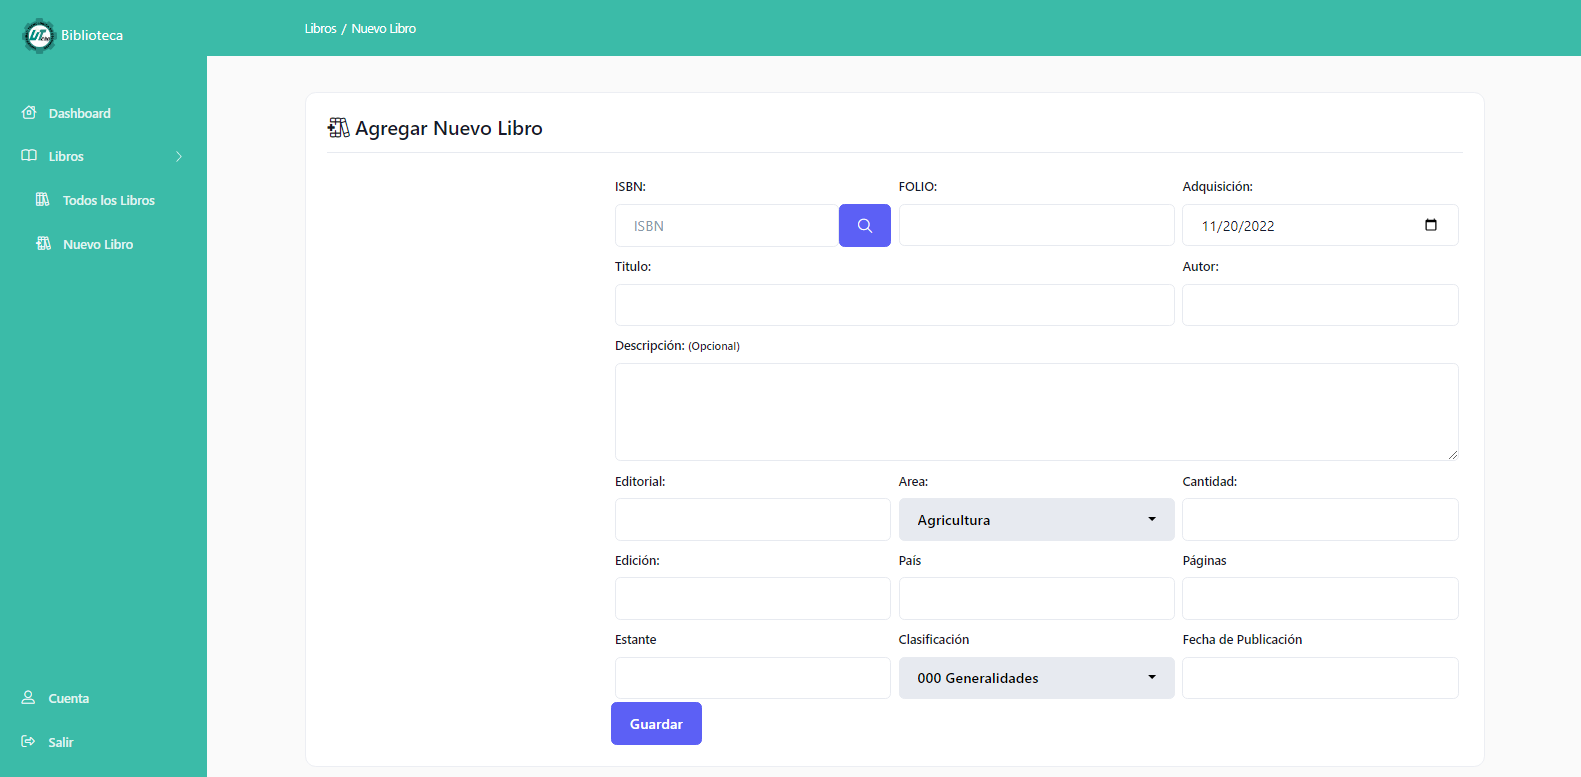 Biblioteca
Libros / Nuevo Libro
Dashboard
Libros
Todos los Libros
Nuevo Libro
Cuenta
Salir
Agregar Nuevo Libro
ISBN: FOLIO: Adquisición:
ISBN 11/20/2022
Titulo: Autor:
Descripción: (Opcional)
Editorial: Area: Cantidad:
Agricultura
Edición: País Páginas
Estante Clasificación Fecha de Publicación
000 Generalidades
Guardar